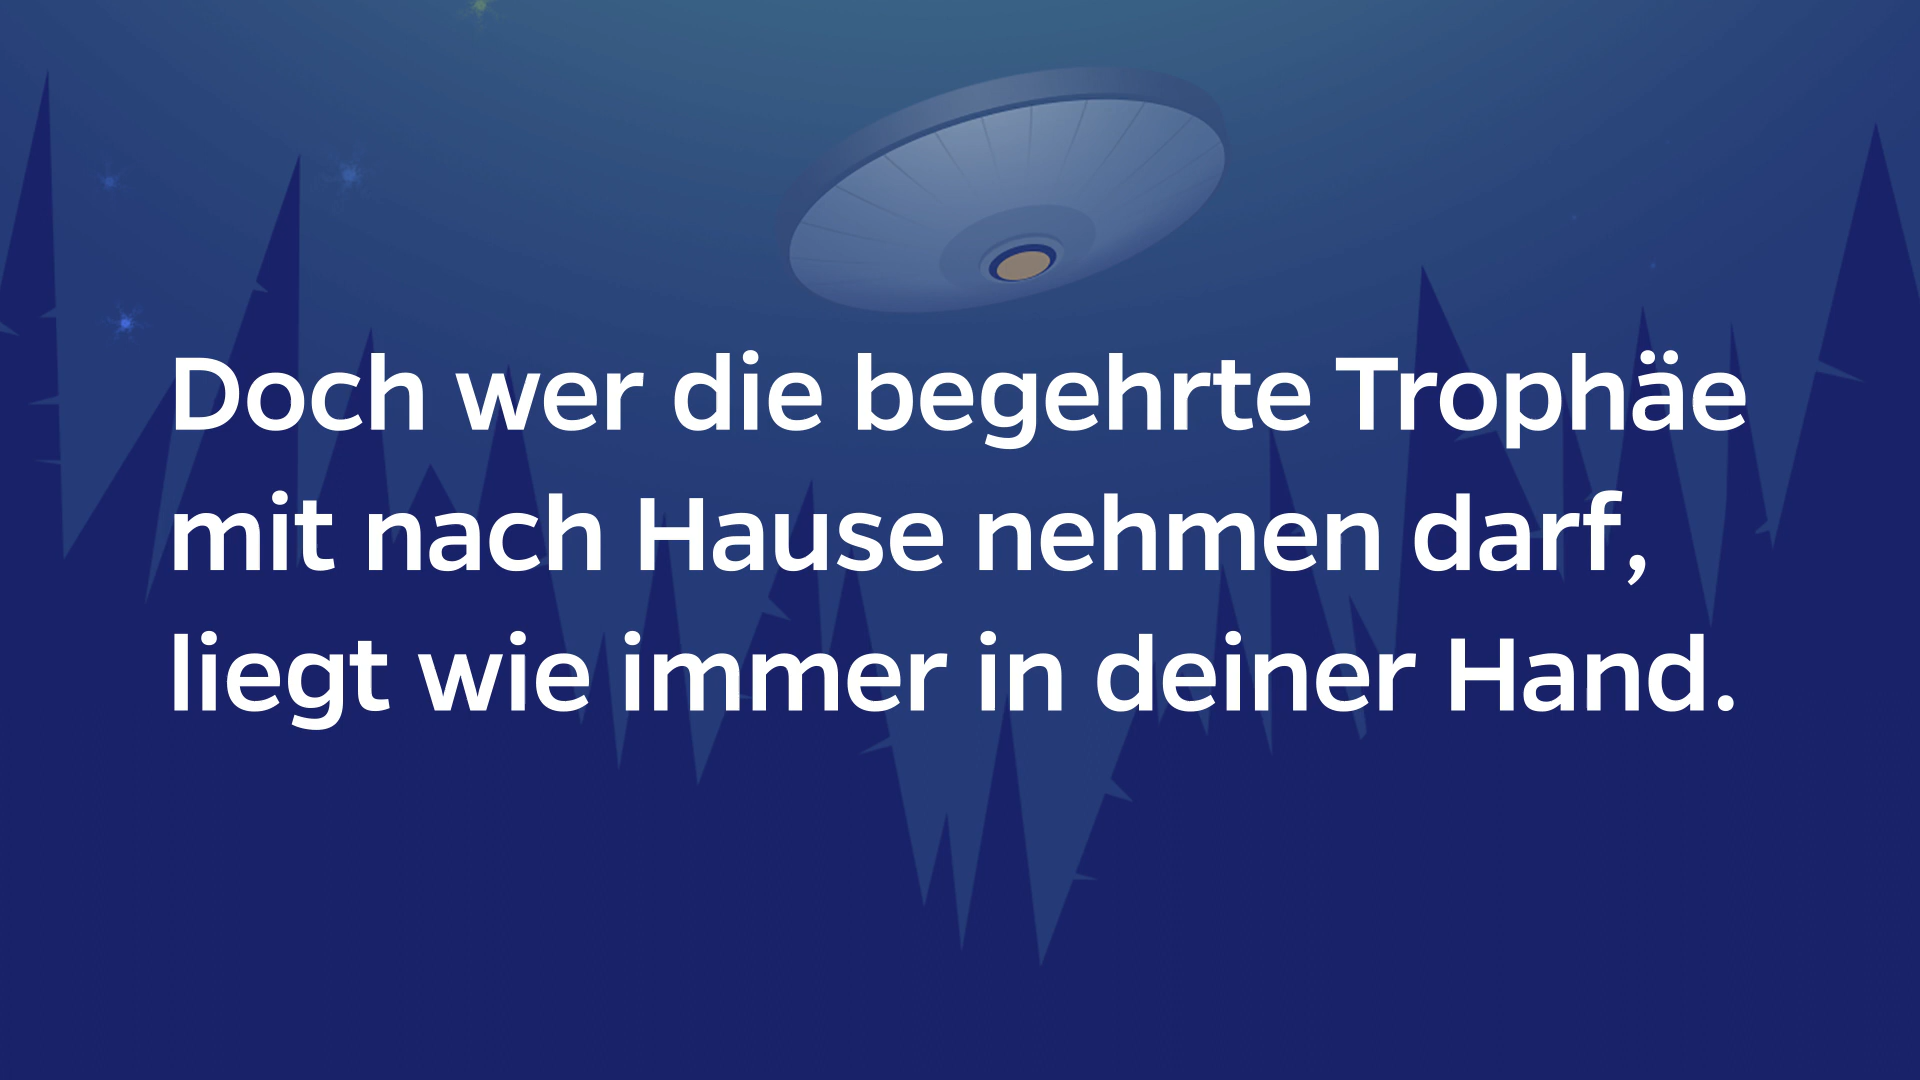 Doch wer die begehrte Trophäe
mit nach Hause nehmen darf,
liegt wie immer in deiner Hand.